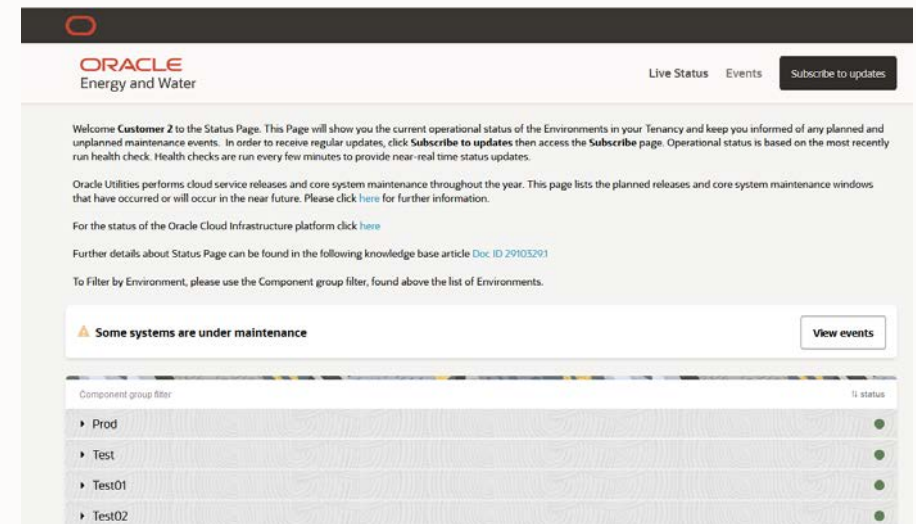 ORACLE
Energy and Water
Live Status
Events
Subscribe to updates
Welcome Customer 2 to the Status Page. This Page will show you the current operational status of the Environments in your Tenancy and keep you informed of any planned and
unplanned maintenance events. In order to receive regular updates, click Subscribe to updates then access the Subscribe page. Operational status is based on the most recently
run health check. Health checks are run every few minutes to provide near-real time status updates.
Oracle Utilities performs cloud service releases and core system maintenance throughout the year. This page lists the planned releases and core system maintenance windows
that have occurred or will occur in the near future. Please click here for further information.
For the status of the Oracle Cloud Infrastructure platform click here
Further details about Status Page can be found in the following knowledge base article Doc ID 2910329.1
To Filter by Environment, please use the Component group filter, found above the list of Environments.
Some systems are under maintenance
View events
Component group filter
status
Prod
Test
Test01
Test02